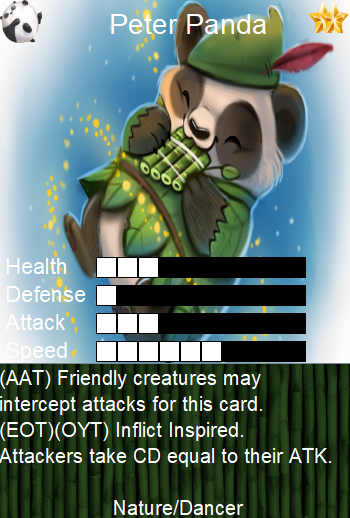 Peter Panda
Health
Defense
Attack
Speed
(AAT) Friendly creatures may
intercept attacks for this card.
(EOT)(OYT) Inflict Inspired.
Attackers take CD equal to their ATK.
Nature/Dancer